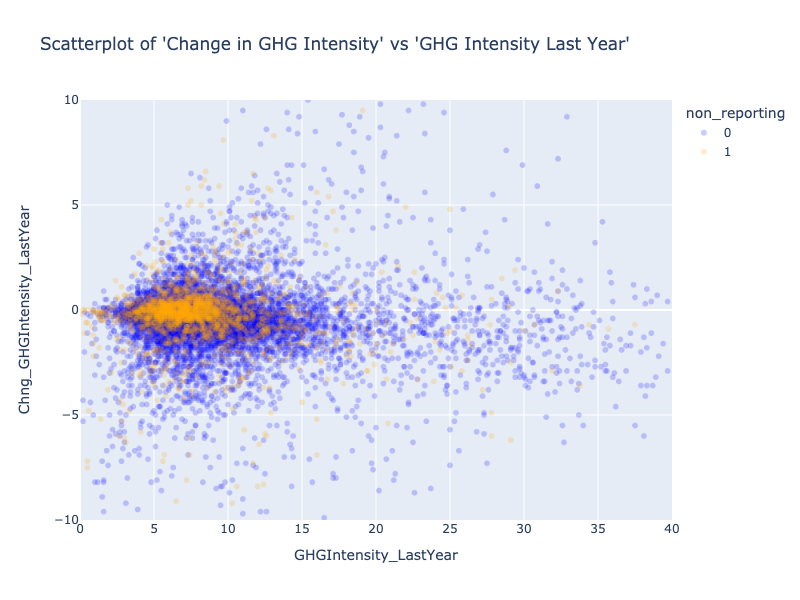 Scatterplot of 'Change in GHG Intensity' vs 'GHG Intensity Last Year'
non_reporting
0
1
10
5
0
−5
−10
Chng_GHGIntensity_LastYear
0 5 10 15 20 25 30 35 40
GHGIntensity_LastYear